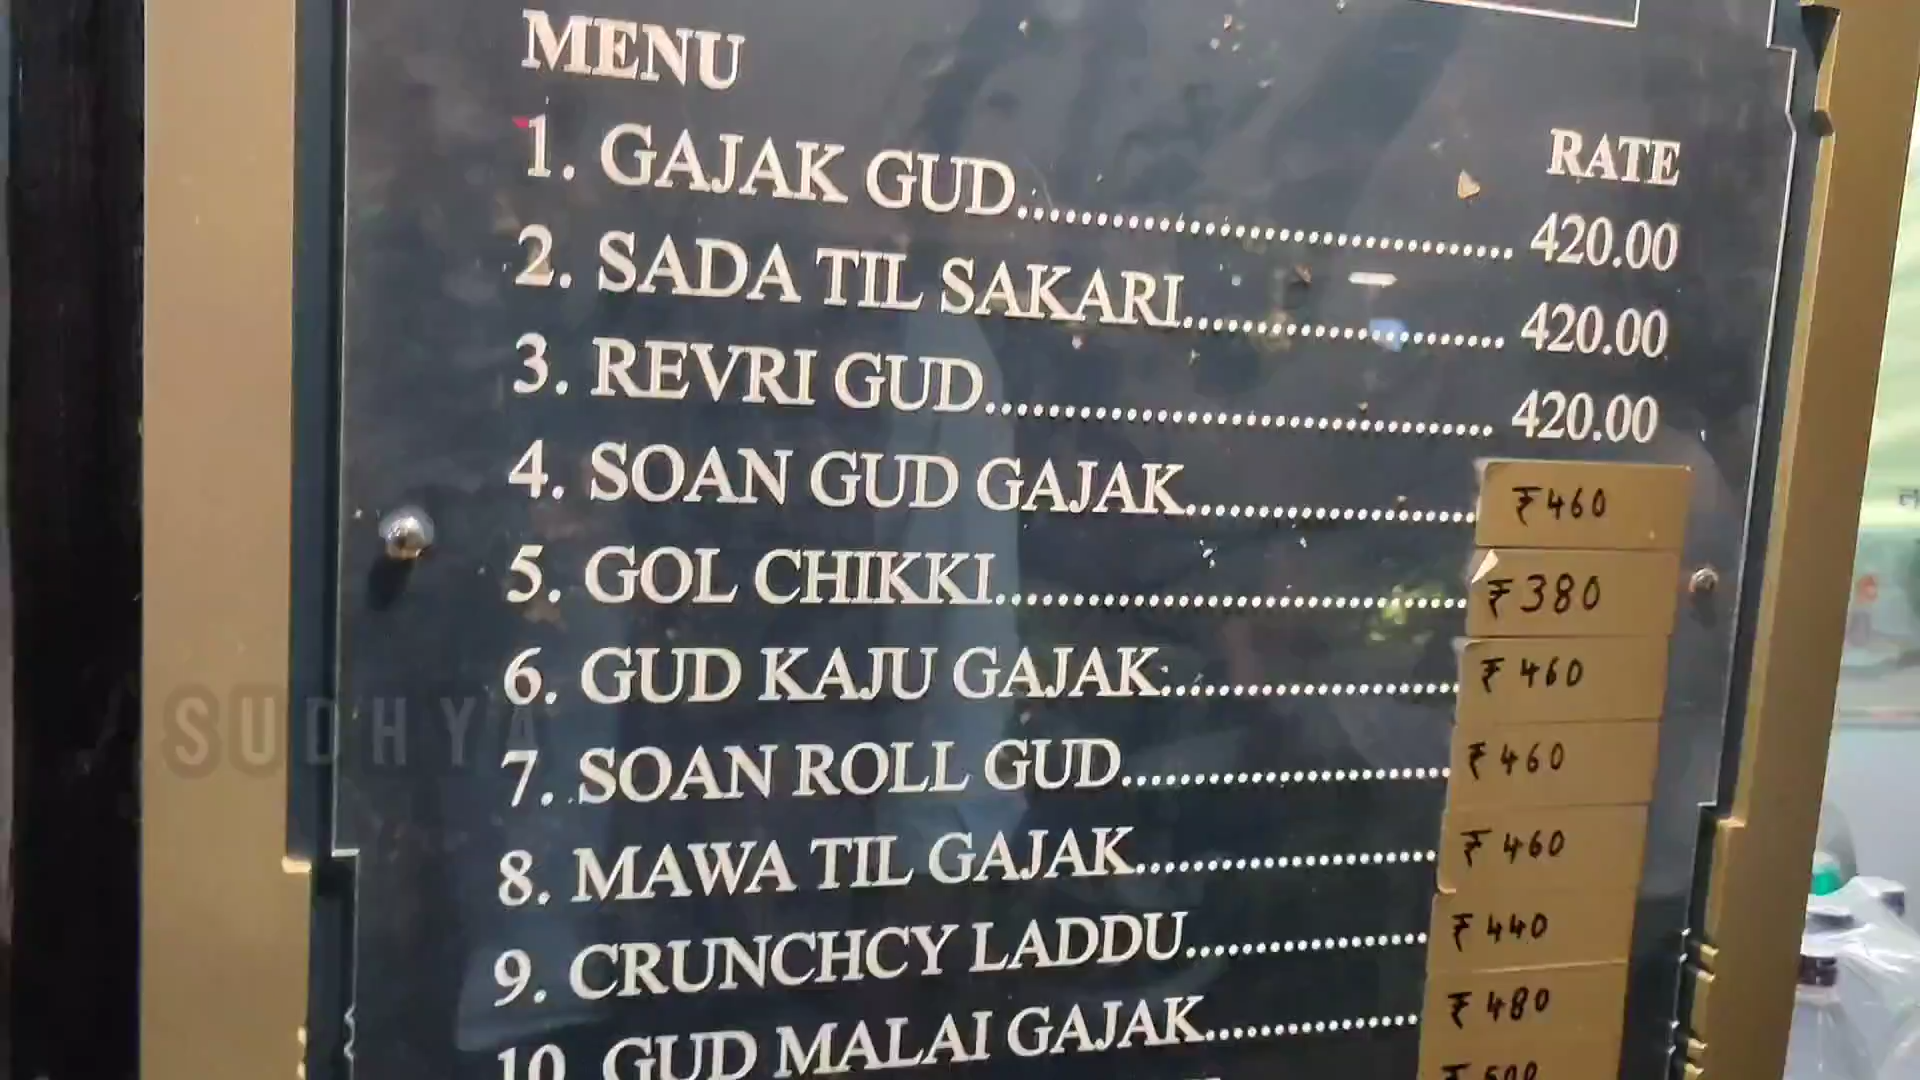 MENU
RATE
1. GAJAK GUD.......................................... 420.00
2. SADA TIL SAKARI........................... 420.00
3. REVRI GUD............................................. 420.00
4. SOAN GUD GAJAK......................... ₹460
5. GOL CHIKKI........................................ ₹380
6. GUD KAJU GAJAK......................... ₹460
7. SOAN ROLL GUD............................ ₹460
8. MAWA TIL GAJAK......................... ₹460
9. CRUNCHCY LADDU.................... ₹440
10. GUD MALAI GAJAK.................. ₹480
₹500
SUDHYA